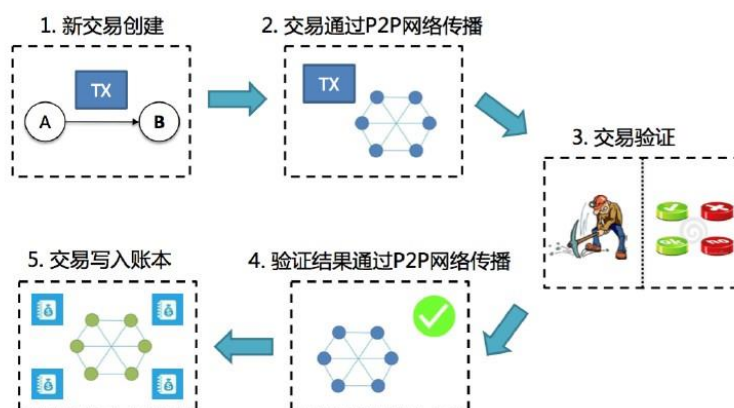 1. 新交易创建
TX
A
B
2. 交易通过P2P网络传播
TX
3. 交易验证
OK
NO
4. 验证结果通过P2P网络传播
5. 交易写入账本